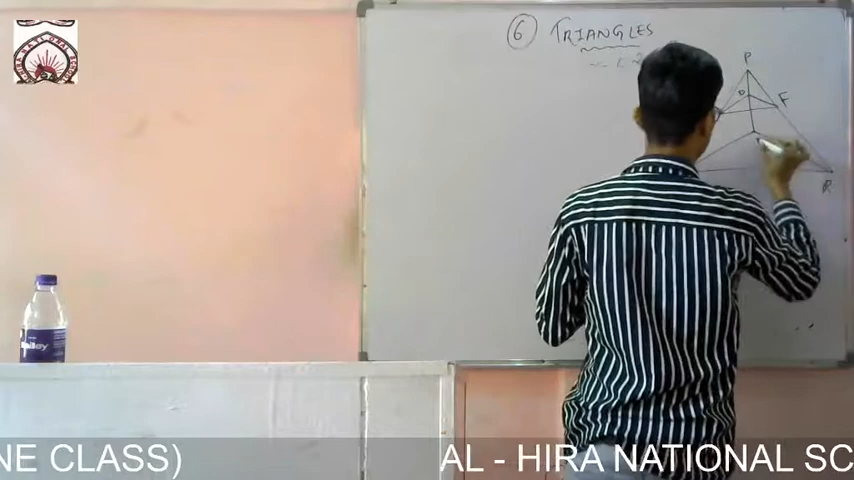 ⑥ TRIANGLES
P
D
F
R
NE CLASS)
AL - HIRA NATIONAL SC